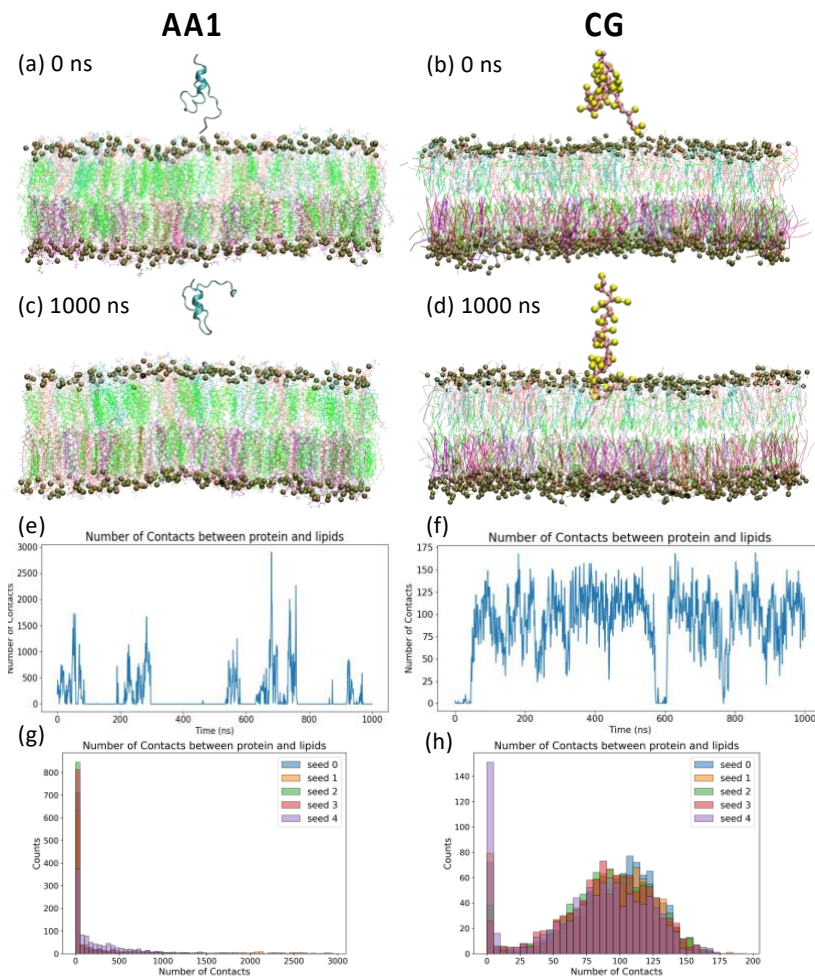 AA1 CG
(a) 0 ns (b) 0 ns
(c) 1000 ns (d) 1000 ns
(e) (f)
Number of Contacts between protein and lipids
Number of Contacts between protein and lipids
3000
2500
2000
1500
1000
500
0
Number of Contacts
0 200 400 600 800 1000
Time (ns)
175
150
125
100
75
50
25
0
Number of Contacts
0 200 400 600 800 1000
Time (ns)
(g) (h)
Number of Contacts between protein and lipids
Number of Contacts between protein and lipids
800
700
600
500
400
300
200
100
0
Counts
seed 0
seed 1
seed 2
seed 3
seed 4
0 500 1000 1500 2000 2500 3000
Number of Contacts
140
120
100
80
60
40
20
0
Counts
seed 0
seed 1
seed 2
seed 3
seed 4
0 25 50 75 100 125 150 175 200
Number of Contacts